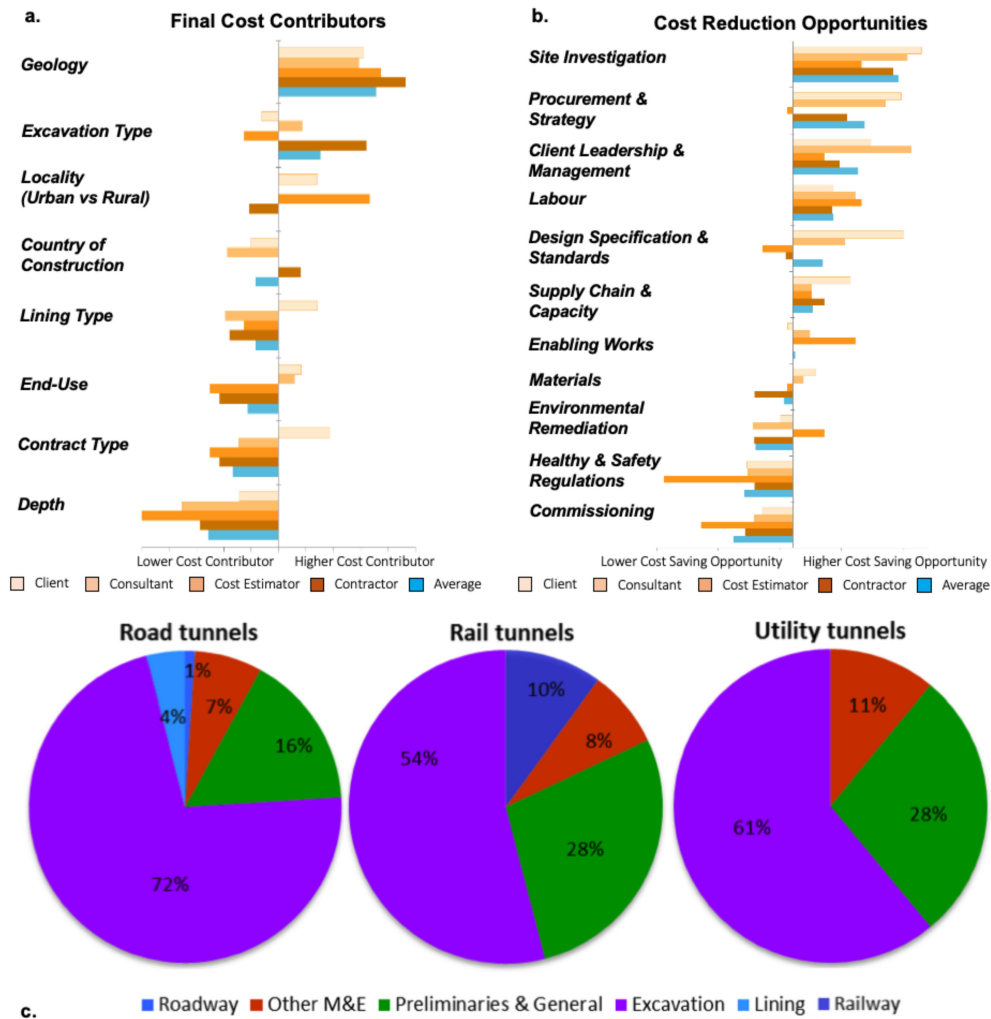 a.
Final Cost Contributors
Geology
Excavation Type
Locality
(Urban vs Rural)
Country of
Construction
Lining Type
End-Use
Contract Type
Depth
Lower Cost Contributor
Higher Cost Contributor
Client
Consultant
Cost Estimator
Contractor
Average
b.
Cost Reduction Opportunities
Site Investigation
Procurement &
Strategy
Client Leadership &
Management
Labour
Design Specification &
Standards
Supply Chain &
Capacity
Enabling Works
Materials
Environmental
Remediation
Healthy & Safety
Regulations
Commissioning
Lower Cost Saving Opportunity
Higher Cost Saving Opportunity
Client
Consultant
Cost Estimator
Contractor
Average
Road tunnels
1%
7%
4%
16%
72%
Rail tunnels
10%
8%
54%
28%
Utility tunnels
11%
28%
61%
Roadway
Other M&E
Preliminaries & General
Excavation
Lining
Railway
c.